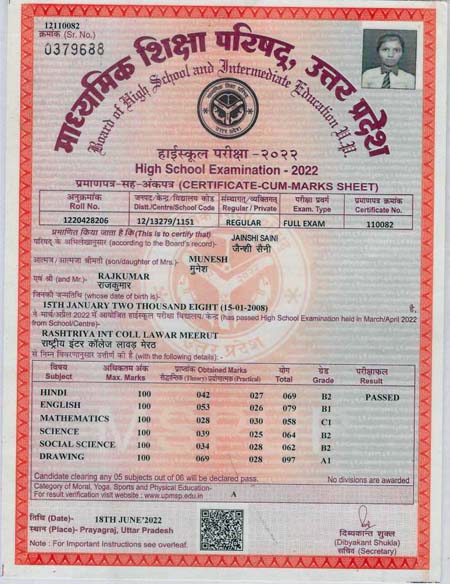 12110082
क्रमांक (Sr. No.)
0379688
माध्यमिक शिक्षा परिषद्, उत्तर प्रदेश
Board of High School and Intermediate Education U.P.
हाईस्कूल परीक्षा -२०२२
High School Examination - 2022
प्रमाणपत्र-सह-अंकपत्र (CERTIFICATE-CUM-MARKS SHEET)
अनुक्रमांक जनपद/केन्द्र/विद्यालय कोड संस्थागत/व्यक्तिगत परीक्षा प्रवर्ग प्रमाणपत्र क्रमांक
Roll No. Distt./Centre/School Code Regular / Private Exam. Type Certificate No.
1220428206 12/13279/1151 REGULAR FULL EXAM 110082
प्रमाणित किया जाता है कि(This is to certify that) JAINSHI SAINI
परिषद् के अभिलेखानुसार (according to the Board's record) जैन्शी सैनी
आत्मज / आत्मजा श्रीमती (son/daughter of Mrs.) MUNESH
मुनेश
एवं श्री (and Mr.) RAJKUMAR
राजकुमार
जिनकी जन्मतिथि (whose date of birth is)-
15TH JANUARY TWO THOUSAND EIGHT (15-01-2008) है,
ने मार्च/अप्रैल 2022 में आयोजित हाईस्कूल परीक्षा विद्यालय/ केन्द्र (has passed High School Examination held in March/April 2022
from School/Centre)-
RASHTRIYA INT COLL LAWAR MEERUT
राष्ट्रीय इंटर कॉलेज लावड़ मेरठ
से निम्न विवरणानुसार उत्तीर्ण की (with the following details):-
विषय अधिकतम अंक प्राप्तांक Obtained Marks योग ग्रेड परीक्षाफल
Subject Max. Marks सैद्धान्तिक (Theory) प्रयोगात्मक (Practical) Total Grade Result
HINDI 100 042 027 069 B2 PASSED
ENGLISH 100 053 026 079 B1
MATHEMATICS 100 028 030 058 C1
SCIENCE 100 039 025 064 B2
SOCIAL SCIENCE 100 034 028 062 B2
DRAWING 100 069 028 097 A1
Candidate clearing any 05 subjects out of 06 will be declared pass. No divisions are awarded
Category of Moral, Yoga, Sports and Physical Education- A
For result verification visit website : www.upmsp.edu.in
तिथि (Date)- 18TH JUNE'2022
स्थान (Place)- Prayagraj, Uttar Pradesh
Note : For Important Instructions see overleaf.
दिव्यकान्त शुक्ल
(Dibyakant Shukla)
सचिव (Secretary)